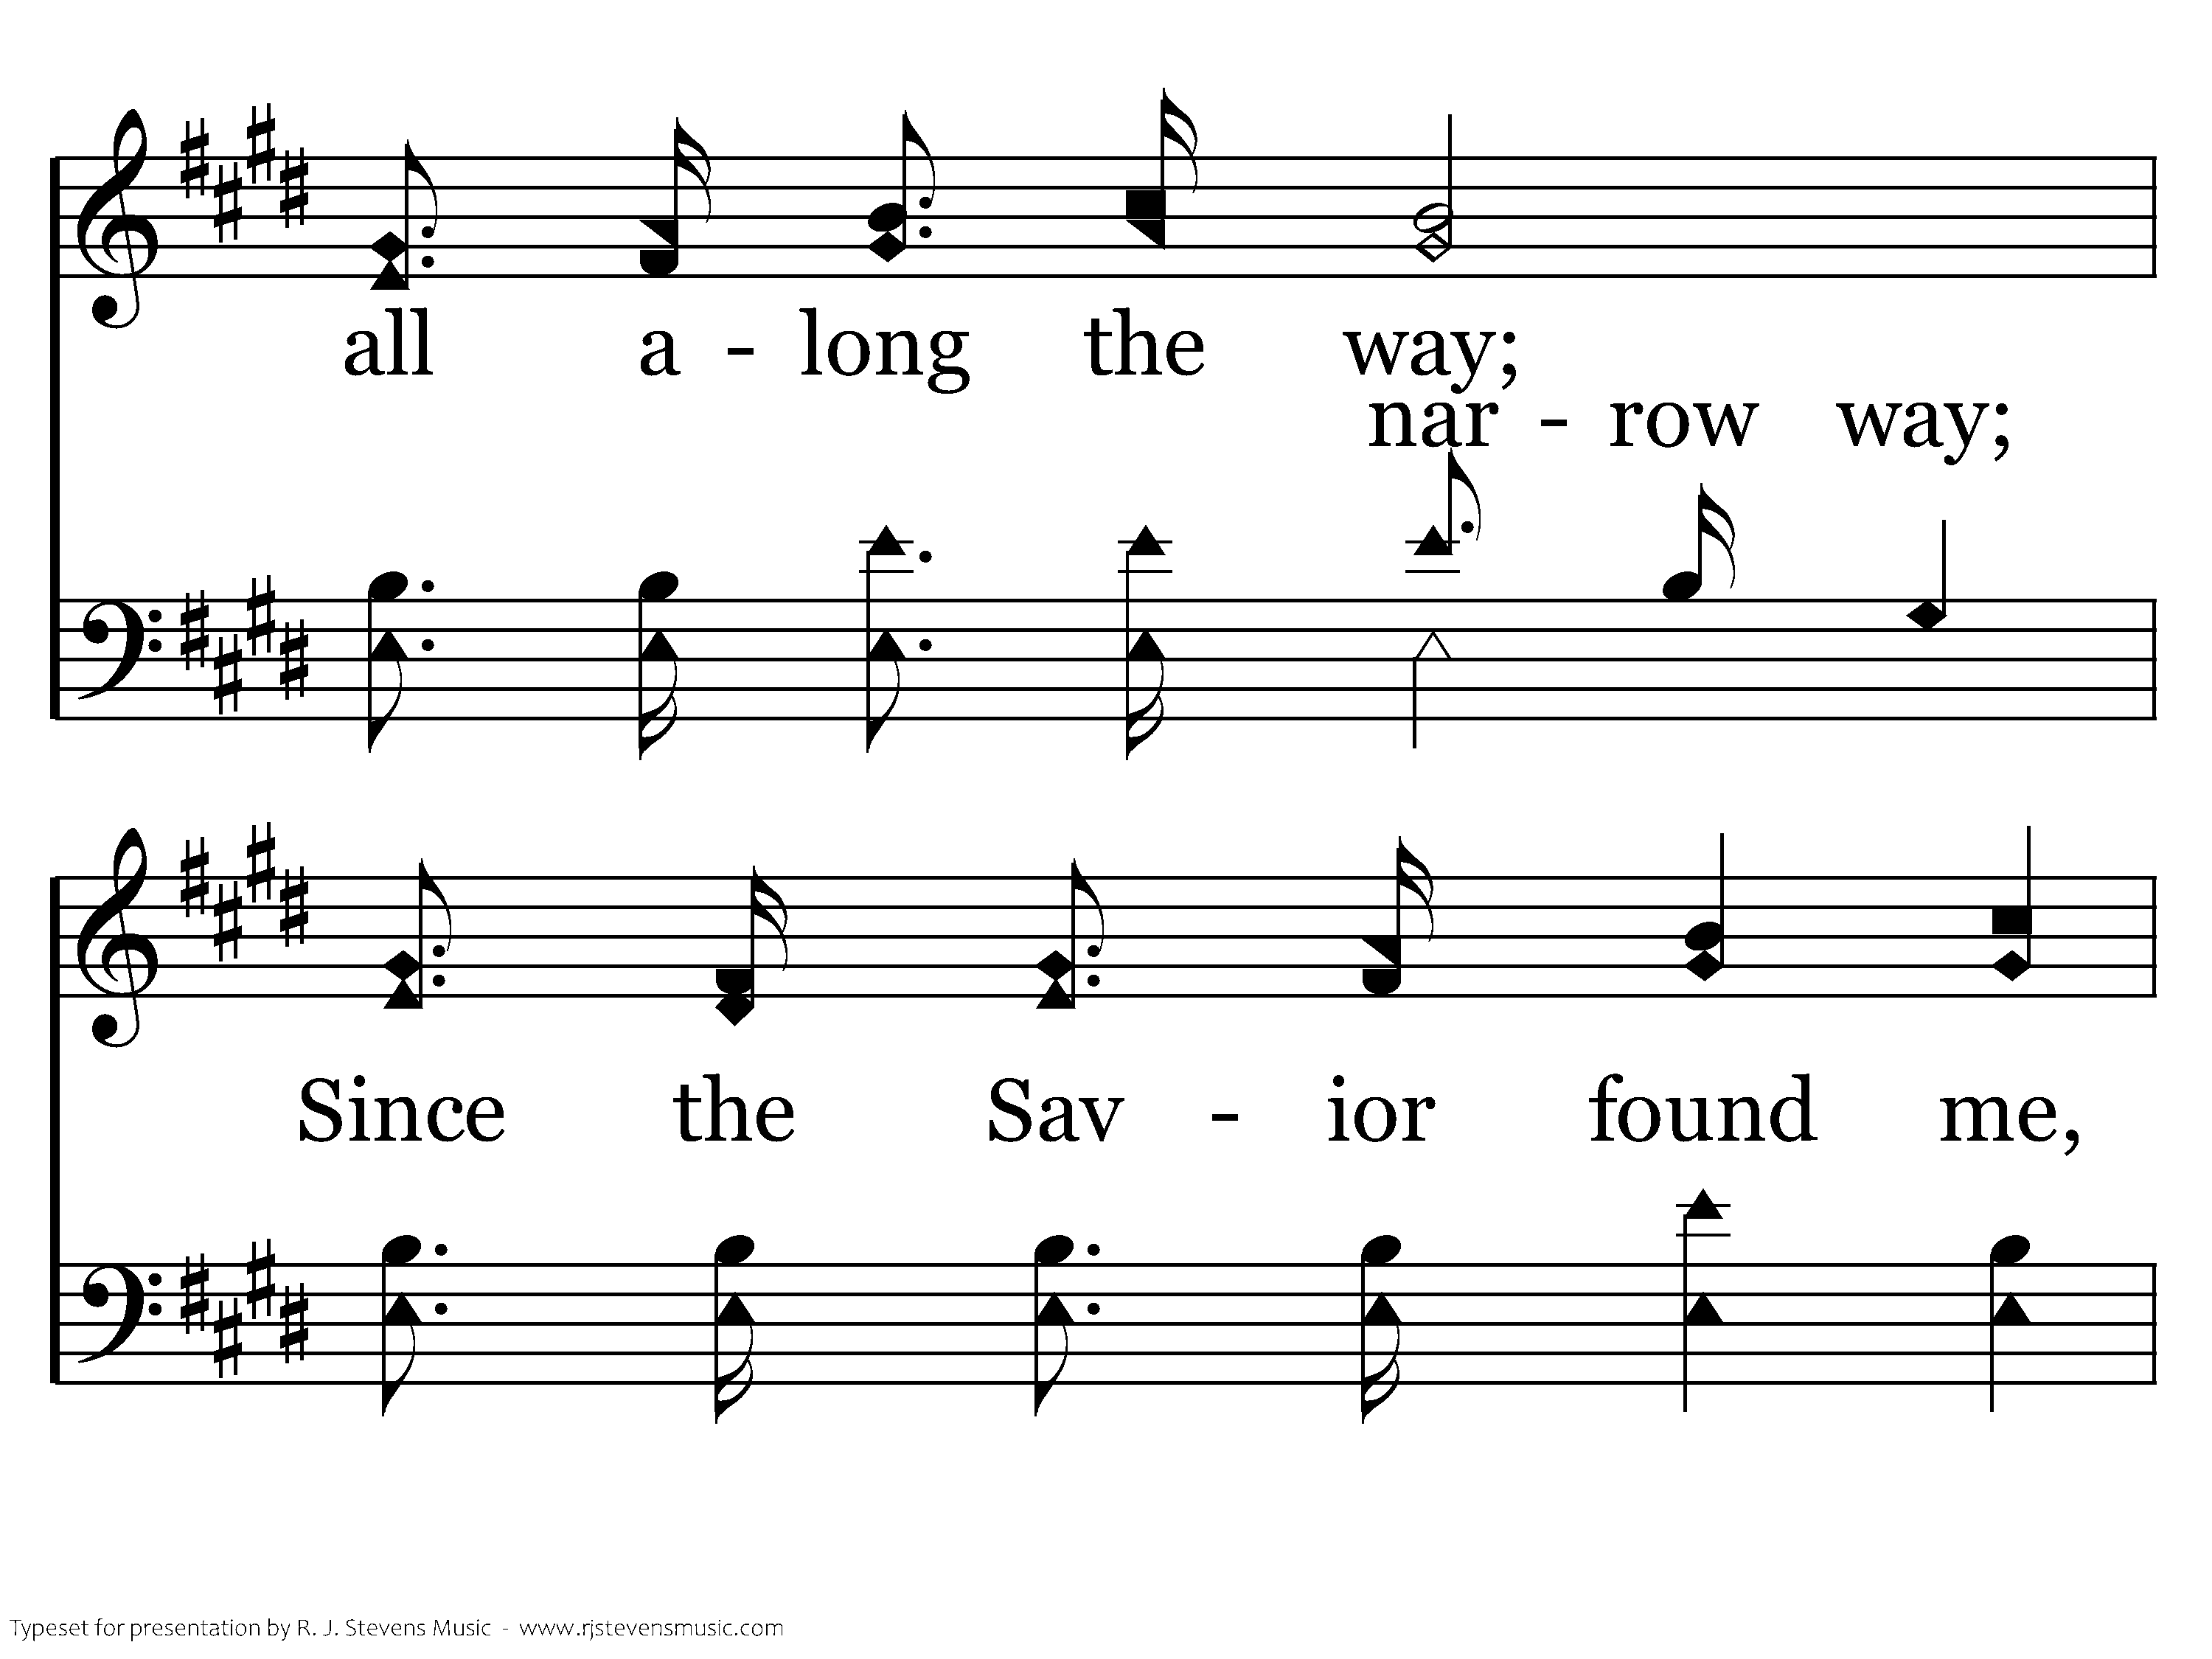 all a - long the way;
nar - row way;
Since the Sav - ior found me,
Typeset for presentation by R. J. Stevens Music - www.rjstevensmusic.com